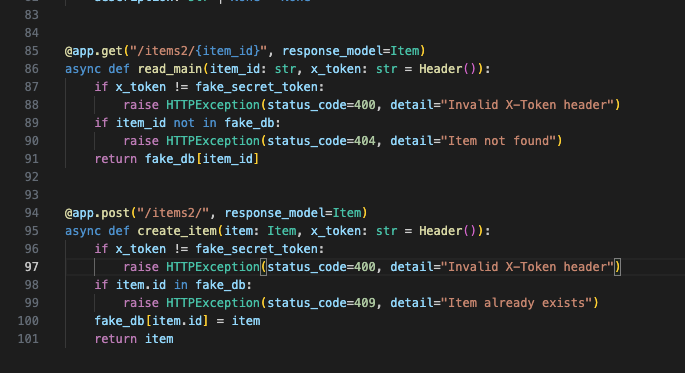 82 description: str | None = None
83
84
85 @app.get("/items2/{item_id}", response_model=Item)
86 async def read_main(item_id: str, x_token: str = Header()):
87     if x_token != fake_secret_token:
88         raise HTTPException(status_code=400, detail="Invalid X-Token header")
89     if item_id not in fake_db:
90         raise HTTPException(status_code=404, detail="Item not found")
91     return fake_db[item_id]
92
93
94 @app.post("/items2/", response_model=Item)
95 async def create_item(item: Item, x_token: str = Header()):
96     if x_token != fake_secret_token:
97         raise HTTPException(status_code=400, detail="Invalid X-Token header")
98     if item.id in fake_db:
99         raise HTTPException(status_code=409, detail="Item already exists")
100     fake_db[item.id] = item
101     return item